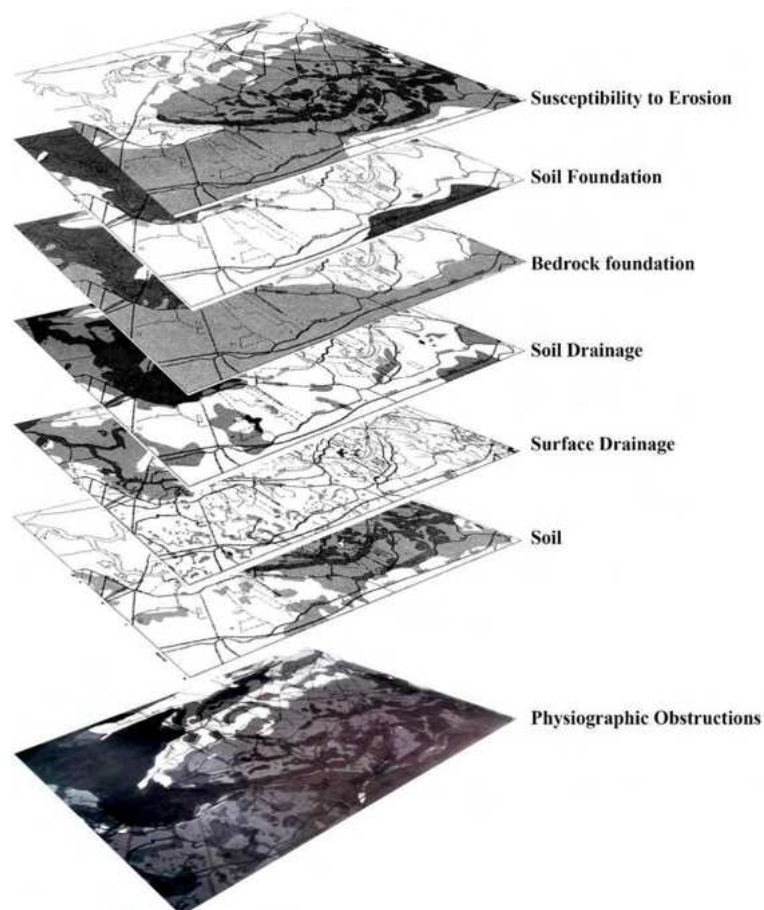 Susceptibility to Erosion
Soil Foundation
Bedrock foundation
Soil Drainage
Surface Drainage
Soil
Physiographic Obstructions